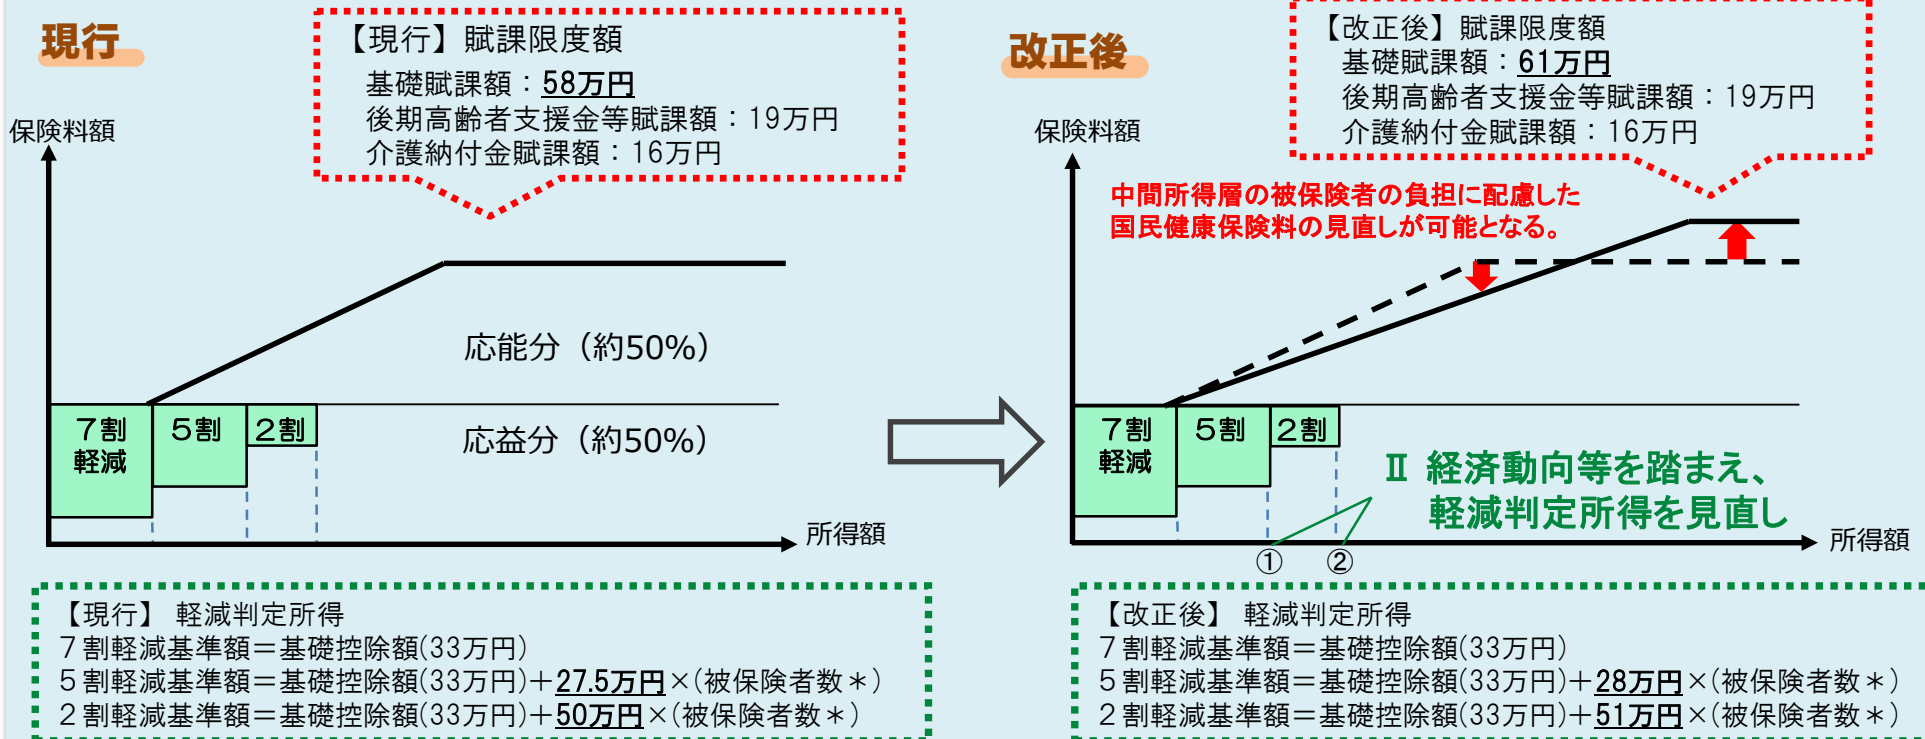 現行
【現行】賦課限度額
基礎賦課額：58万円
後期高齢者支援金等賦課額：19万円
介護納付金賦課額：16万円
保険料額
応能分（約50%）
7割
軽減
5割
2割
応益分（約50%）
所得額
【現行】 軽減判定所得
７割軽減基準額＝基礎控除額(33万円)
５割軽減基準額＝基礎控除額(33万円)＋27.5万円×(被保険者数＊)
２割軽減基準額＝基礎控除額(33万円)＋50万円×(被保険者数＊)
改正後
【改正後】賦課限度額
基礎賦課額：61万円
後期高齢者支援金等賦課額：19万円
介護納付金賦課額：16万円
保険料額
中間所得層の被保険者の負担に配慮した
国民健康保険料の見直しが可能となる。
7割
軽減
5割
2割
Ⅱ 経済動向等を踏まえ、
軽減判定所得を見直し
所得額
①
②
【改正後】 軽減判定所得
７割軽減基準額＝基礎控除額(33万円)
５割軽減基準額＝基礎控除額(33万円)＋28万円×(被保険者数＊)
２割軽減基準額＝基礎控除額(33万円)＋51万円×(被保険者数＊)